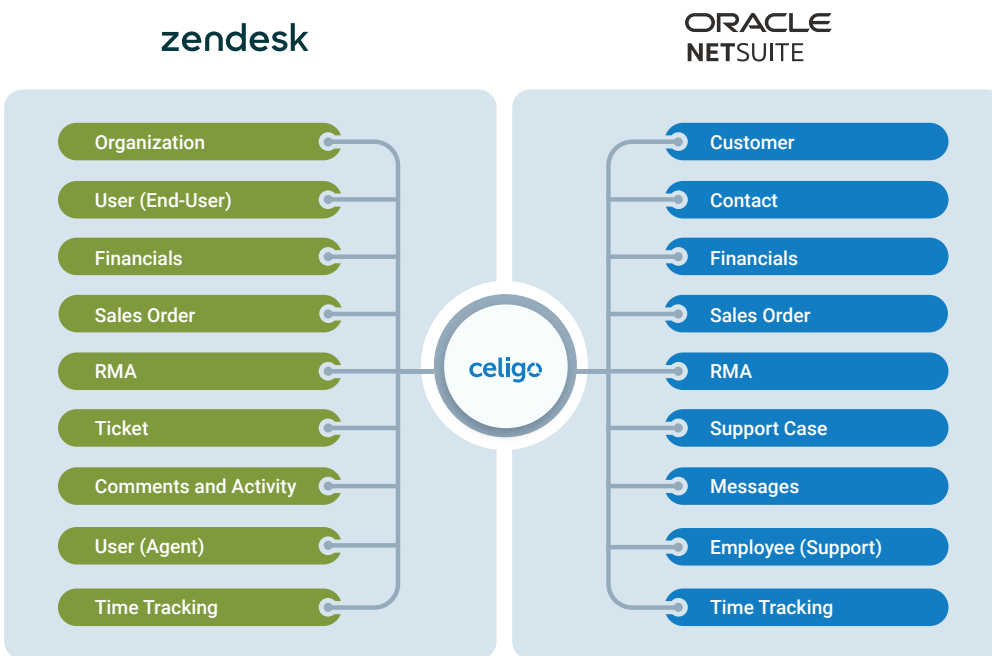 zendesk
ORACLE
NETSUITE
Organization
User (End-User)
Financials
Sales Order
RMA
Ticket
Comments and Activity
User (Agent)
Time Tracking
celigo
Customer
Contact
Financials
Sales Order
RMA
Support Case
Messages
Employee (Support)
Time Tracking